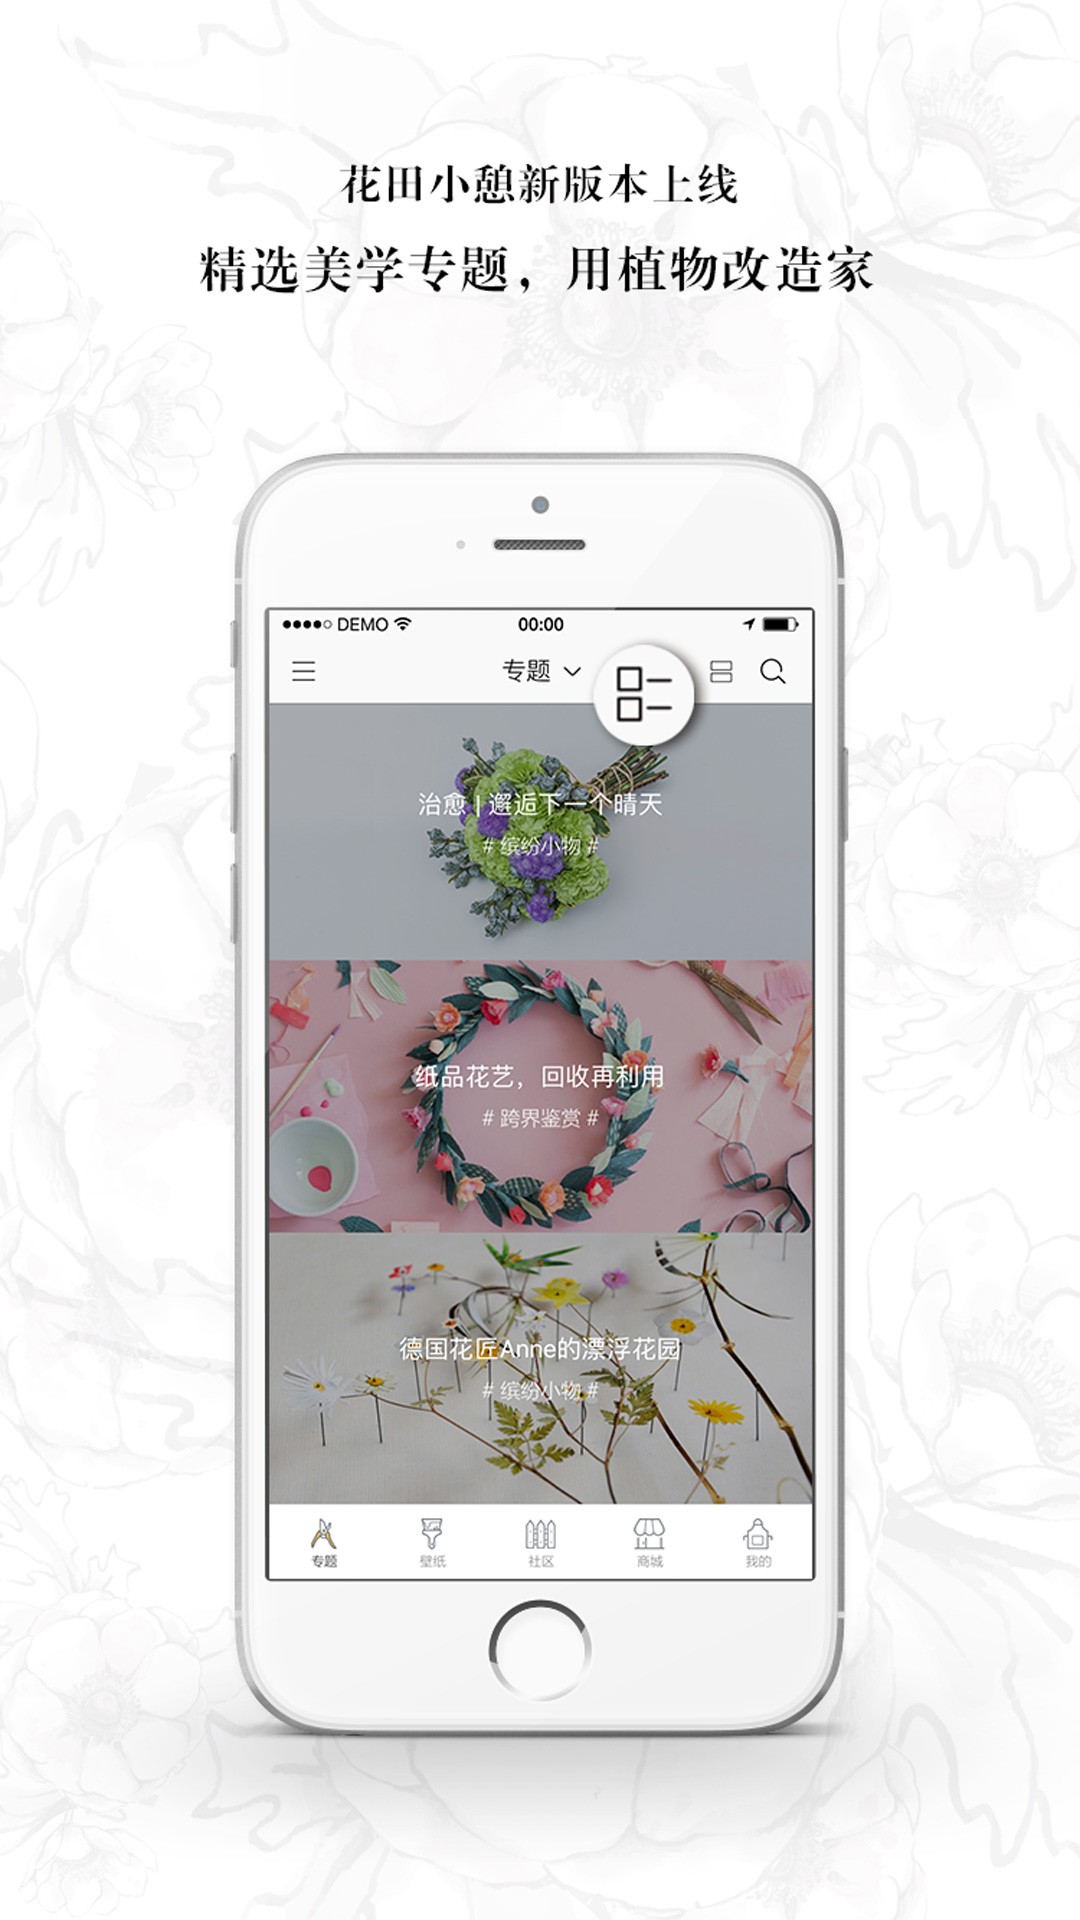 花田小憩新版本上线
精选美学专题，用植物改造家
DEMO 00:00
专题
治愈 | 邂逅下一个晴天
# 缤纷小物 #
纸品花艺，回收再利用
# 跨界鉴赏 #
德国花匠Anne的漂浮花园
# 缤纷小物 #
专题 壁纸 社区 商城 我的